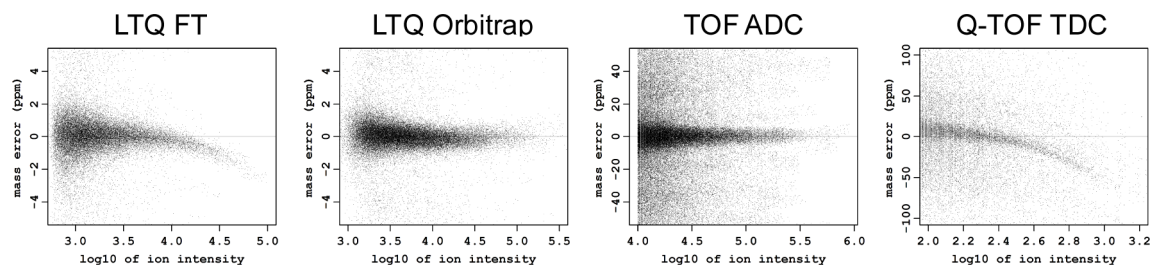 LTQ FT
LTQ Orbitrap
TOF ADC
Q-TOF TDC
mass error (ppm)
4
2
0
-2
-4
3.0 3.5 4.0 4.5 5.0
log10 of ion intensity
mass error (ppm)
4
2
0
-2
-4
3.0 3.5 4.0 4.5 5.0 5.5
log10 of ion intensity
mass error (ppm)
40
20
0
-20
-40
4.0 4.5 5.0 5.5 6.0
log10 of ion intensity
mass error (ppm)
100
50
0
-50
-100
2.0 2.2 2.4 2.6 2.8 3.0 3.2
log10 of ion intensity